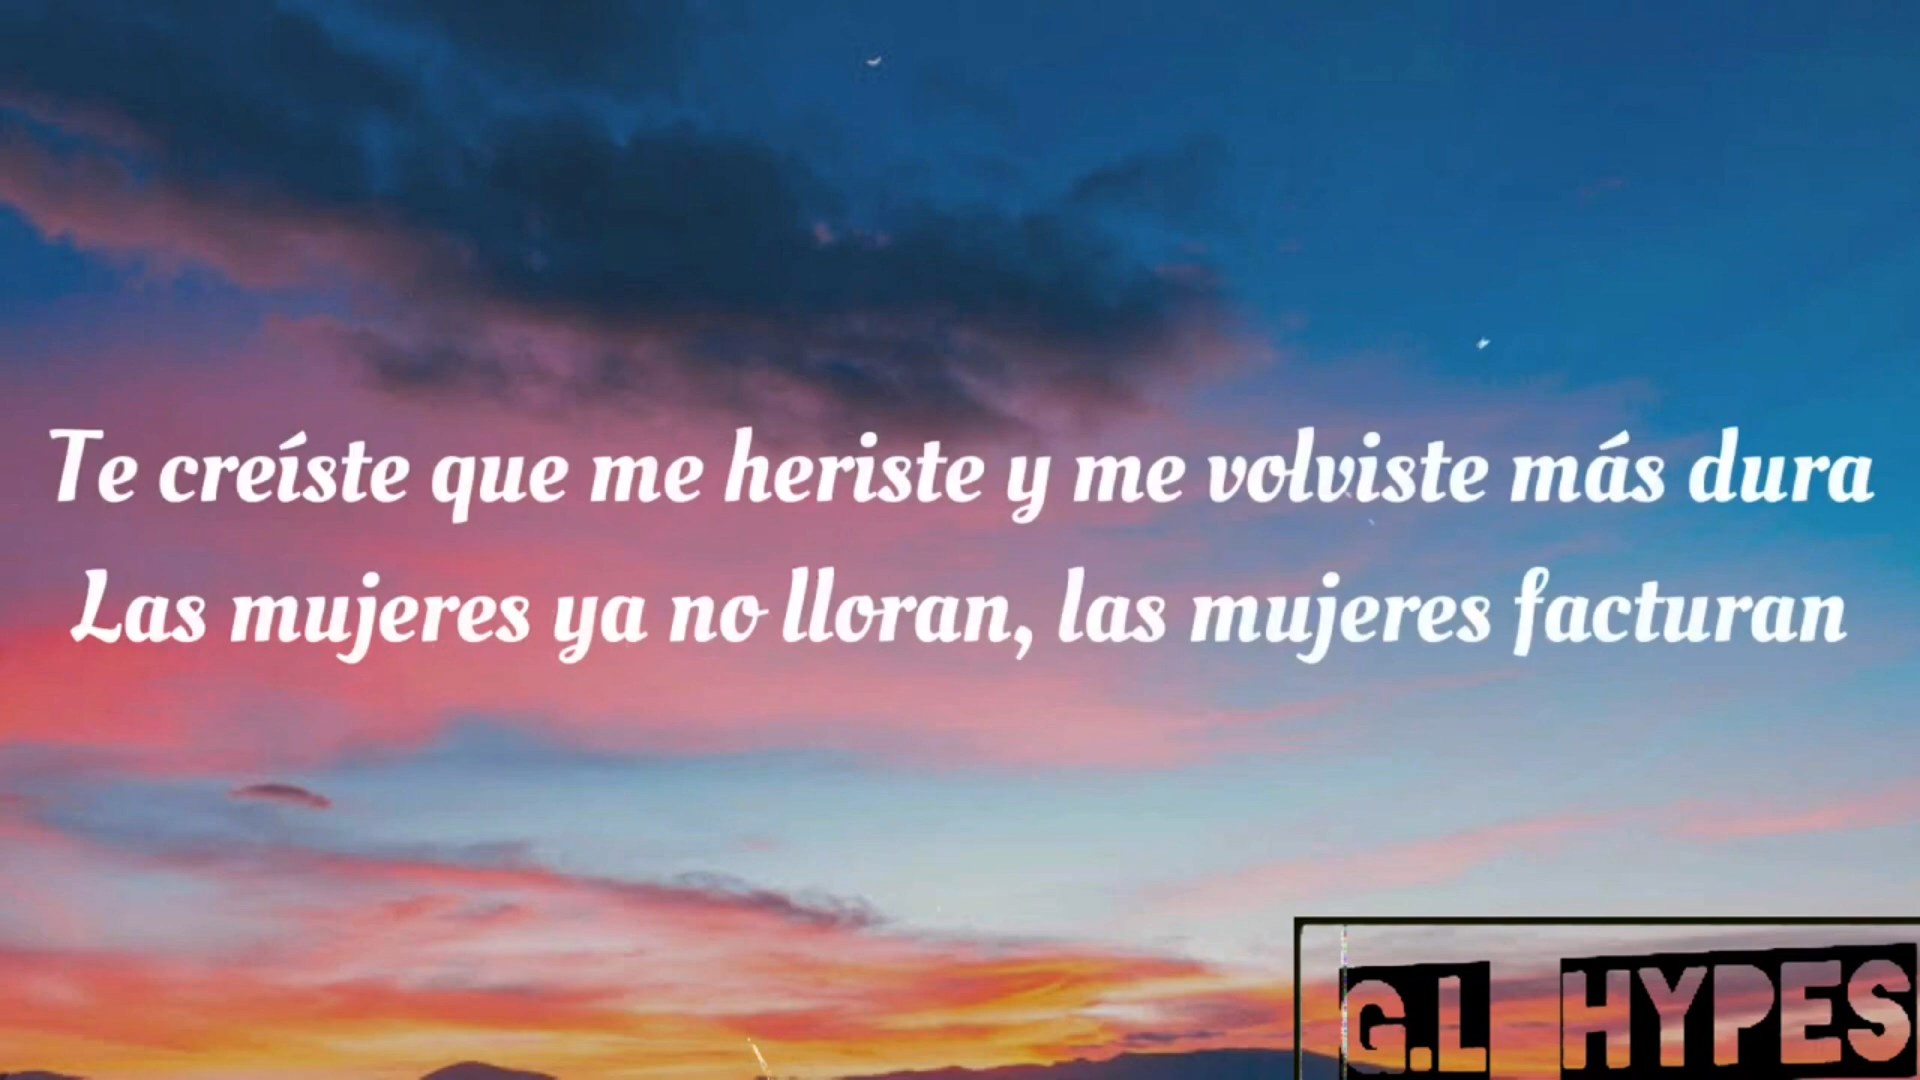 Te creíste que me heriste y me volviste más dura
Las mujeres ya no lloran, las mujeres facturan
G.L HYPES